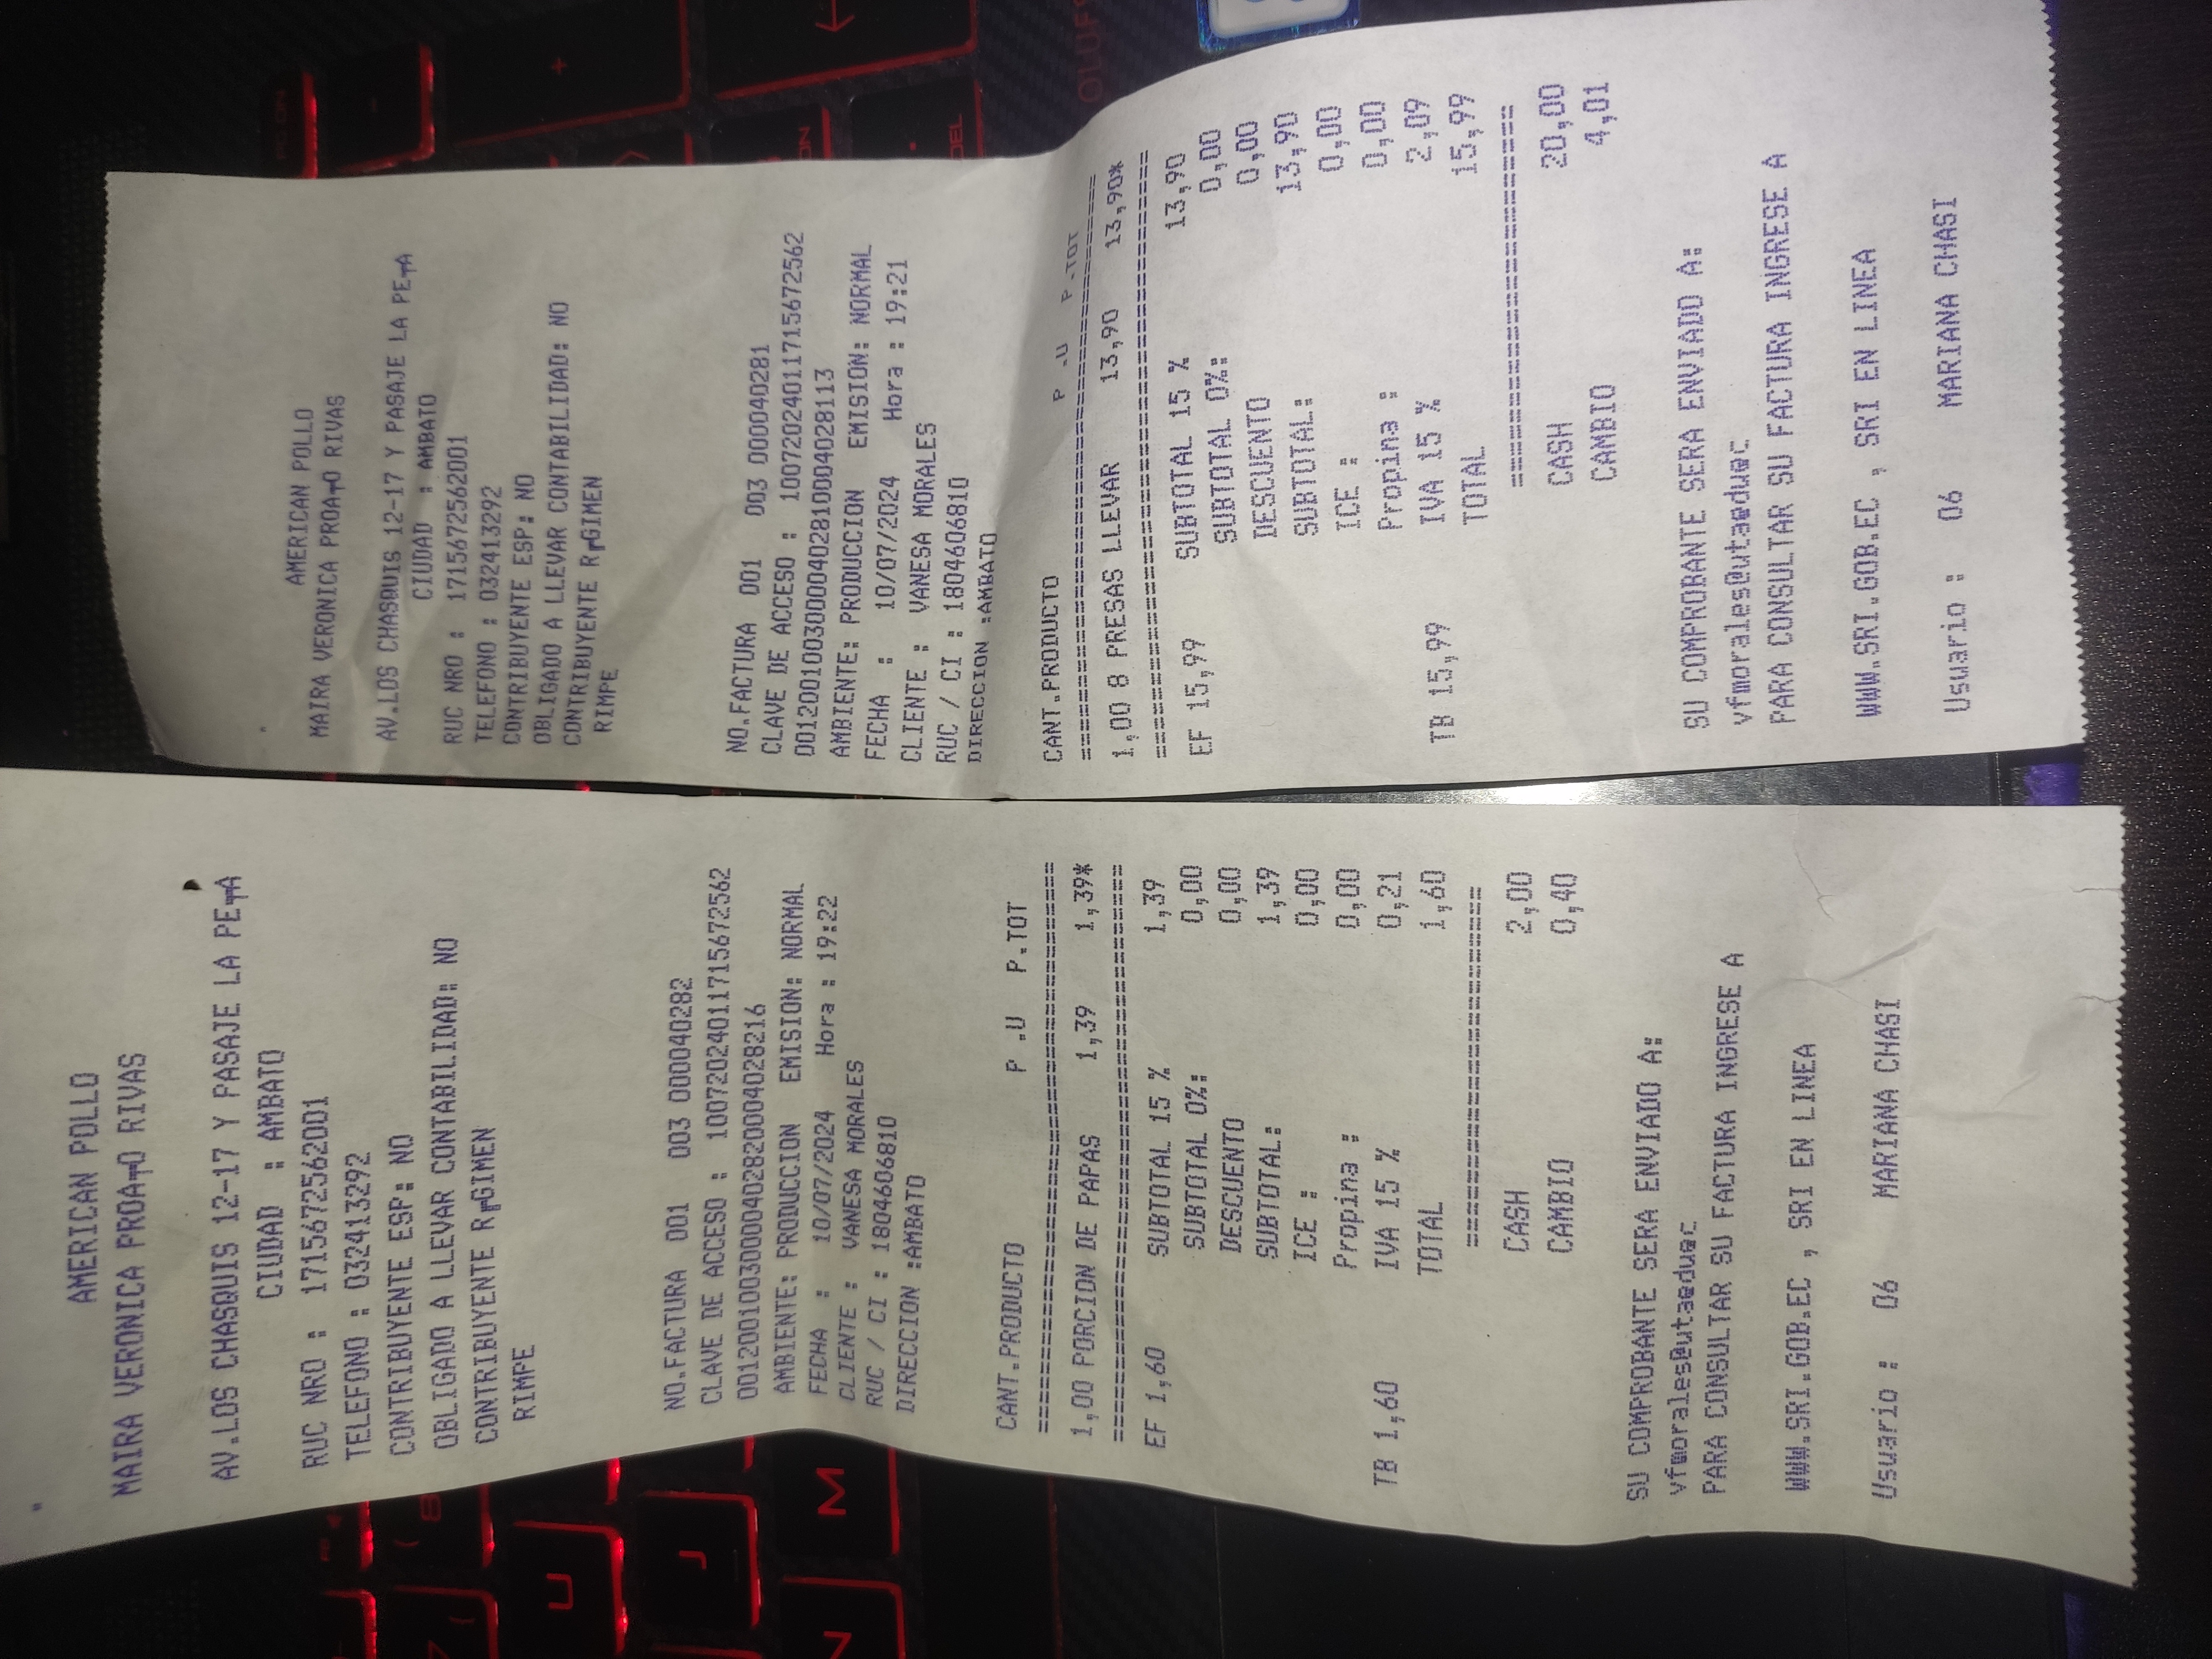 AMERICAN POLLO
MAIRA VERONICA PROA┬O RIVAS
AV.LOS CHASQUIS 12-17 Y PASAJE LA PE┬A
CIUDAD : AMBATO
RUC NRO : 1715672562001
TELEFONO : 032413292
CONTRIBUYENTE ESP: NO
OBLIGADO A LLEVAR CONTABILIDAD: NO
CONTRIBUYENTE R╔GIMEN
RIMPE
NO.FACTURA 001 003 000040282
CLAVE DE ACCESO : 10072024011715672562
00120010030000402820004028216
AMBIENTE: PRODUCCION EMISION: NORMAL
FECHA : 10/07/2024 Hora : 19:22
CLIENTE : VANESA MORALES
RUC / CI : 1804606810
DIRECCION :AMBATO
CANT.PRODUCTO P .U P.TOT
========================================
1,00 PORCION DE PAPAS 1,39 1,39*
========================================
EF 1,60 SUBTOTAL 15 % 1,39
SUBTOTAL 0%: 0,00
DESCUENTO 0,00
SUBTOTAL: 1,39
ICE : 0,00
Propina : 0,00
TB 1,60 IVA 15 % 0,21
TOTAL 1,60
=========================
CASH 2,00
CAMBIO 0,40
SU COMPROBANTE SERA ENVIADO A:
vfmorales@uta@edu@c
PARA CONSULTAR SU FACTURA INGRESE A
WWW.SRI.GOB.EC , SRI EN LINEA
Usuario : 06 MARIANA CHASI
AMERICAN POLLO
MAIRA VERONICA PROA┬O RIVAS
AV.LOS CHASQUIS 12-17 Y PASAJE LA PE┬A
CIUDAD : AMBATO
RUC NRO : 1715672562001
TELEFONO : 032413292
CONTRIBUYENTE ESP: NO
OBLIGADO A LLEVAR CONTABILIDAD: NO
CONTRIBUYENTE R╔GIMEN
RIMPE
NO.FACTURA 001 003 000040281
CLAVE DE ACCESO : 10072024011715672562
00120010030000402810004028113
AMBIENTE: PRODUCCION EMISION: NORMAL
FECHA : 10/07/2024 Hora : 19:21
CLIENTE : VANESA MORALES
RUC / CI : 1804606810
DIRECCION :AMBATO
CANT.PRODUCTO P .U P.TOT
========================================
1,00 8 PRESAS LLEVAR 13,90 13,90*
========================================
EF 15,99 SUBTOTAL 15 % 13,90
SUBTOTAL 0%: 0,00
DESCUENTO 0,00
SUBTOTAL: 13,90
ICE : 0,00
Propina : 0,00
TB 15,99 IVA 15 % 2,09
TOTAL 15,99
=========================
CASH 20,00
CAMBIO 4,01
SU COMPROBANTE SERA ENVIADO A:
PARA CONSULTAR SU FACTURA INGRESE A
WWW.SRI.GOB.EC , SRI EN LINEA
Usuario : 06 MARIANA CHASI
U
J
N
M
8
DEL